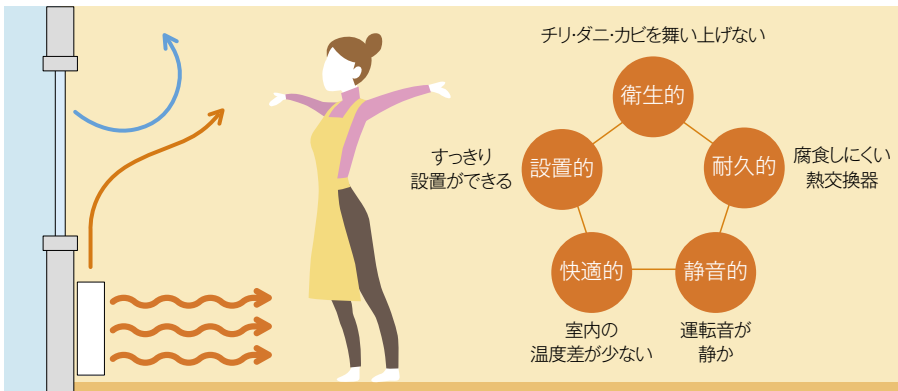 チリ・ダニ・カビを舞い上げない
衛生的
すっきり
設置ができる
設置的
耐久的
腐食しにくい
熱交換器
快適的
静音的
室内の
温度差が少ない
運転音が
静か